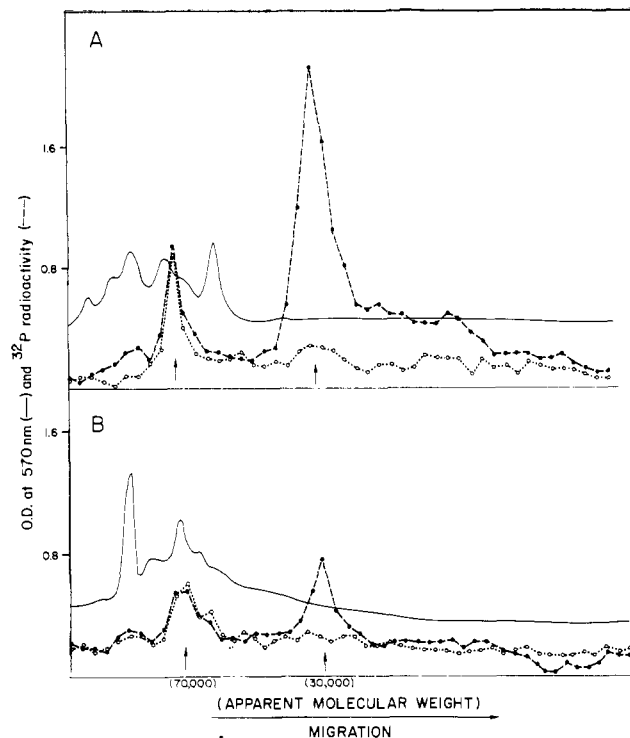 A
1.6
0.8
O.D. at 570 nm (—) and ³²P radioactivity (---)
B
1.6
0.8
(70,000) (30,000)
(APPARENT MOLECULAR WEIGHT)
MIGRATION